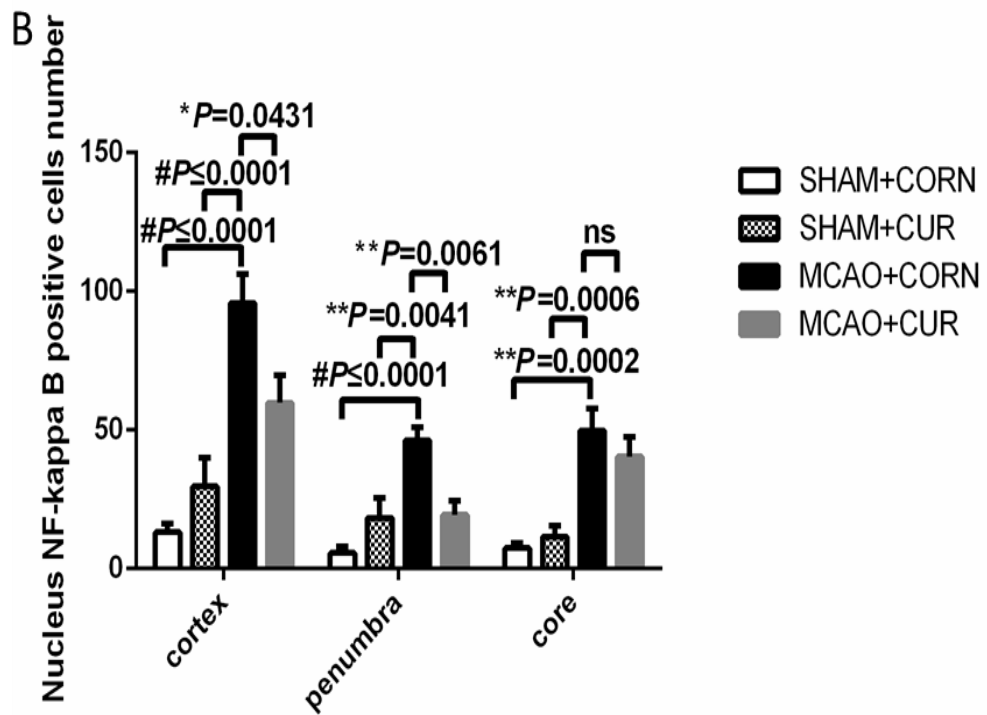 B
Nucleus NF-kappa B positive cells number
150
100
50
0
*P=0.0431
#P≤0.0001
#P≤0.0001
**P=0.0061
**P=0.0041
#P≤0.0001
ns
**P=0.0006
**P=0.0002
cortex
penumbra
core
SHAM+CORN
SHAM+CUR
MCAO+CORN
MCAO+CUR